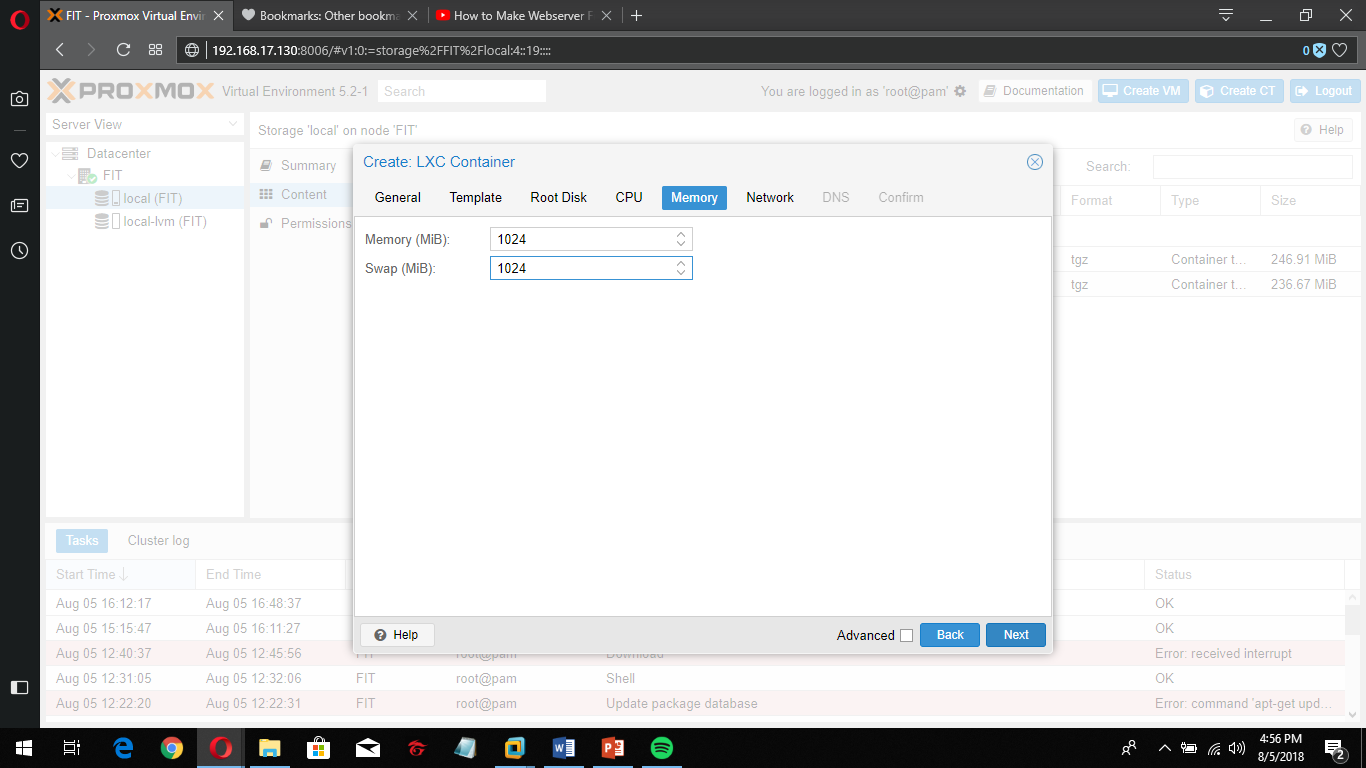 FIT - Proxmox Virtual Envir
Bookmarks: Other bookma
How to Make Webserver F
192.168.17.130:8006/#v1:0:=storage%2FFIT%2Flocal:4::19::::
0
PROXMOX Virtual Environment 5.2-1 Search You are logged in as 'root@pam' Documentation Create VM Create CT Logout
Server View
Storage 'local' on node 'FIT'
Help
Datacenter
FIT
local (FIT)
local-lvm (FIT)
Summary
Content
Permissions
Search:
Format Type Size
tgz Container t... 246.91 MiB
tgz Container t... 236.67 MiB
Create: LXC Container
General Template Root Disk CPU Memory Network DNS Confirm
Memory (MiB): 1024
Swap (MiB): 1024
Help Advanced Back Next
Tasks Cluster log
Start Time End Time Status
Aug 05 16:12:17 Aug 05 16:48:37 OK
Aug 05 15:15:47 Aug 05 16:11:27 OK
Aug 05 12:40:37 Aug 05 12:45:56 FIT root@pam Download Error: received interrupt
Aug 05 12:31:05 Aug 05 12:32:06 FIT root@pam Shell OK
Aug 05 12:22:20 Aug 05 12:22:31 FIT root@pam Update package database Error: command 'apt-get upd...
4:56 PM
8/5/2018
2